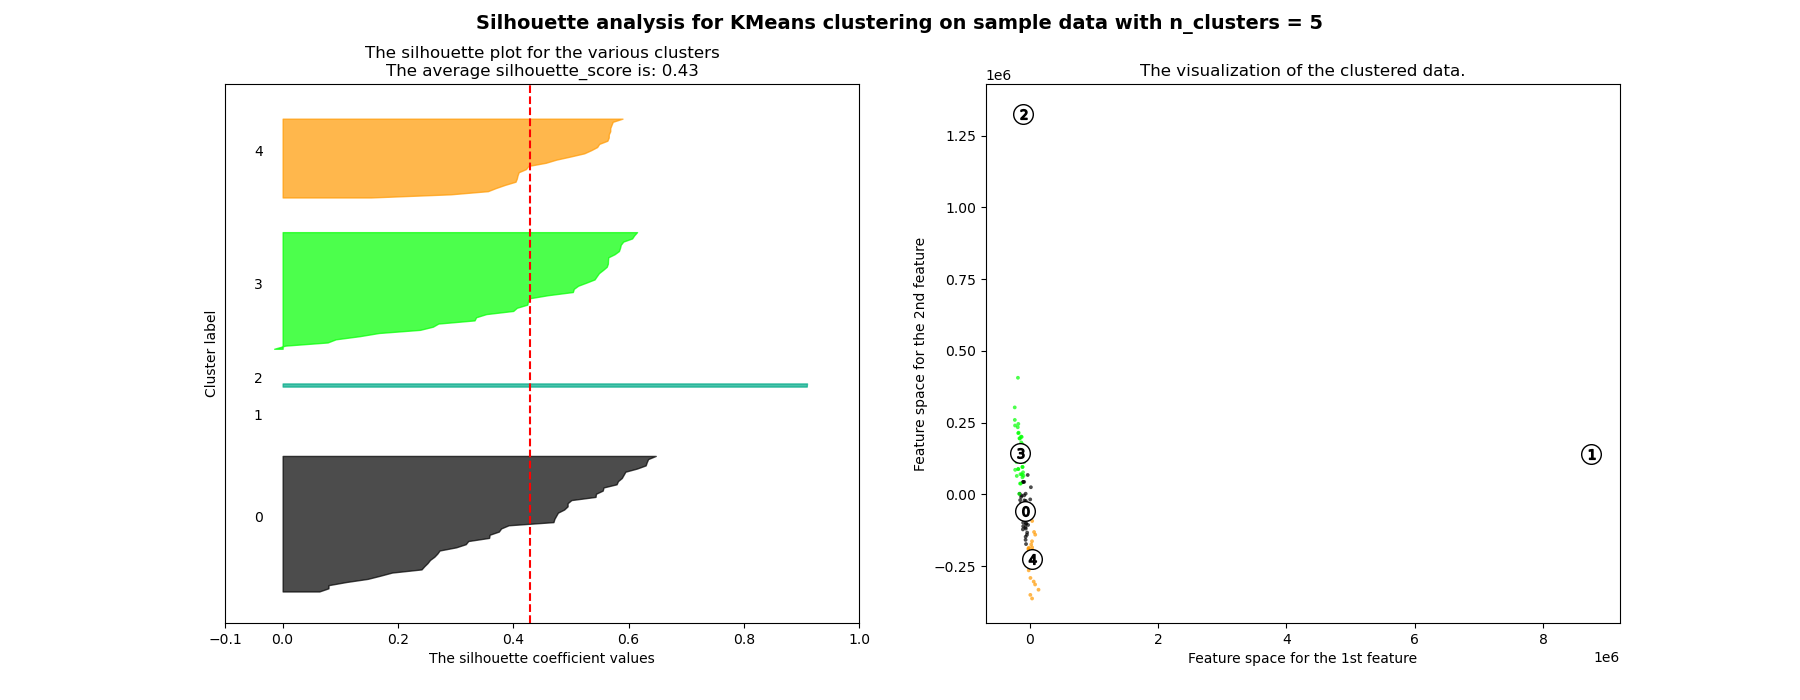 Silhouette analysis for KMeans clustering on sample data with n_clusters = 5
The silhouette plot for the various clusters
The average silhouette_score is: 0.43
Cluster label
4
3
2
1
0
−0.1 0.0 0.2 0.4 0.6 0.8 1.0
The silhouette coefficient values
The visualization of the clustered data.
1e6
Feature space for the 2nd feature
1.25
1.00
0.75
0.50
0.25
0.00
−0.25
2
3
1
0
4
0 2 4 6 8
1e6
Feature space for the 1st feature